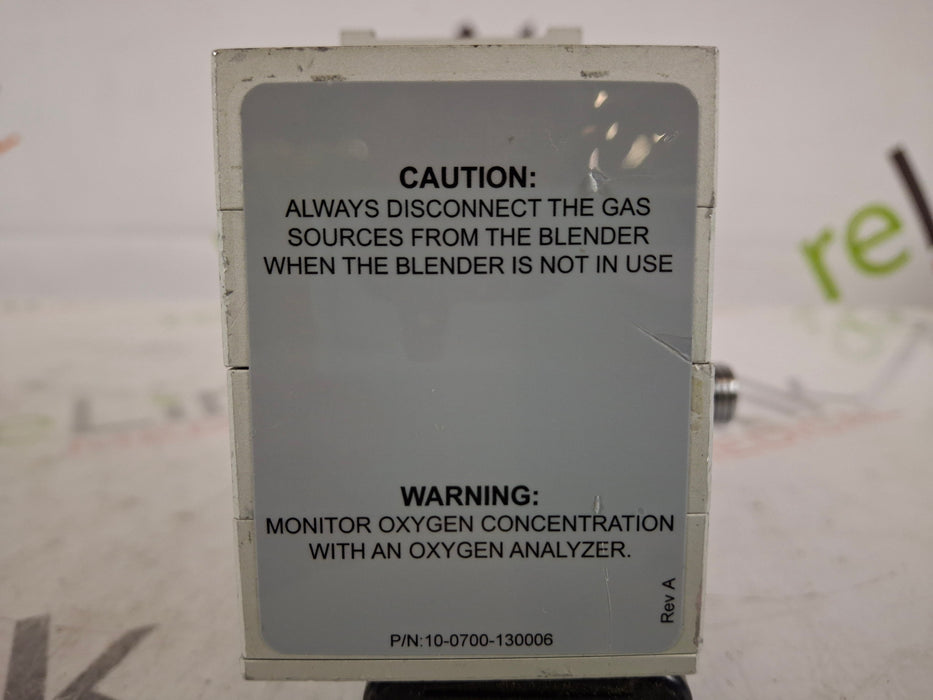 CAUTION:
ALWAYS DISCONNECT THE GAS
SOURCES FROM THE BLENDER
WHEN THE BLENDER IS NOT IN USE
WARNING:
MONITOR OXYGEN CONCENTRATION
WITH AN OXYGEN ANALYZER.
Rev A
P/N:10-0700-130006